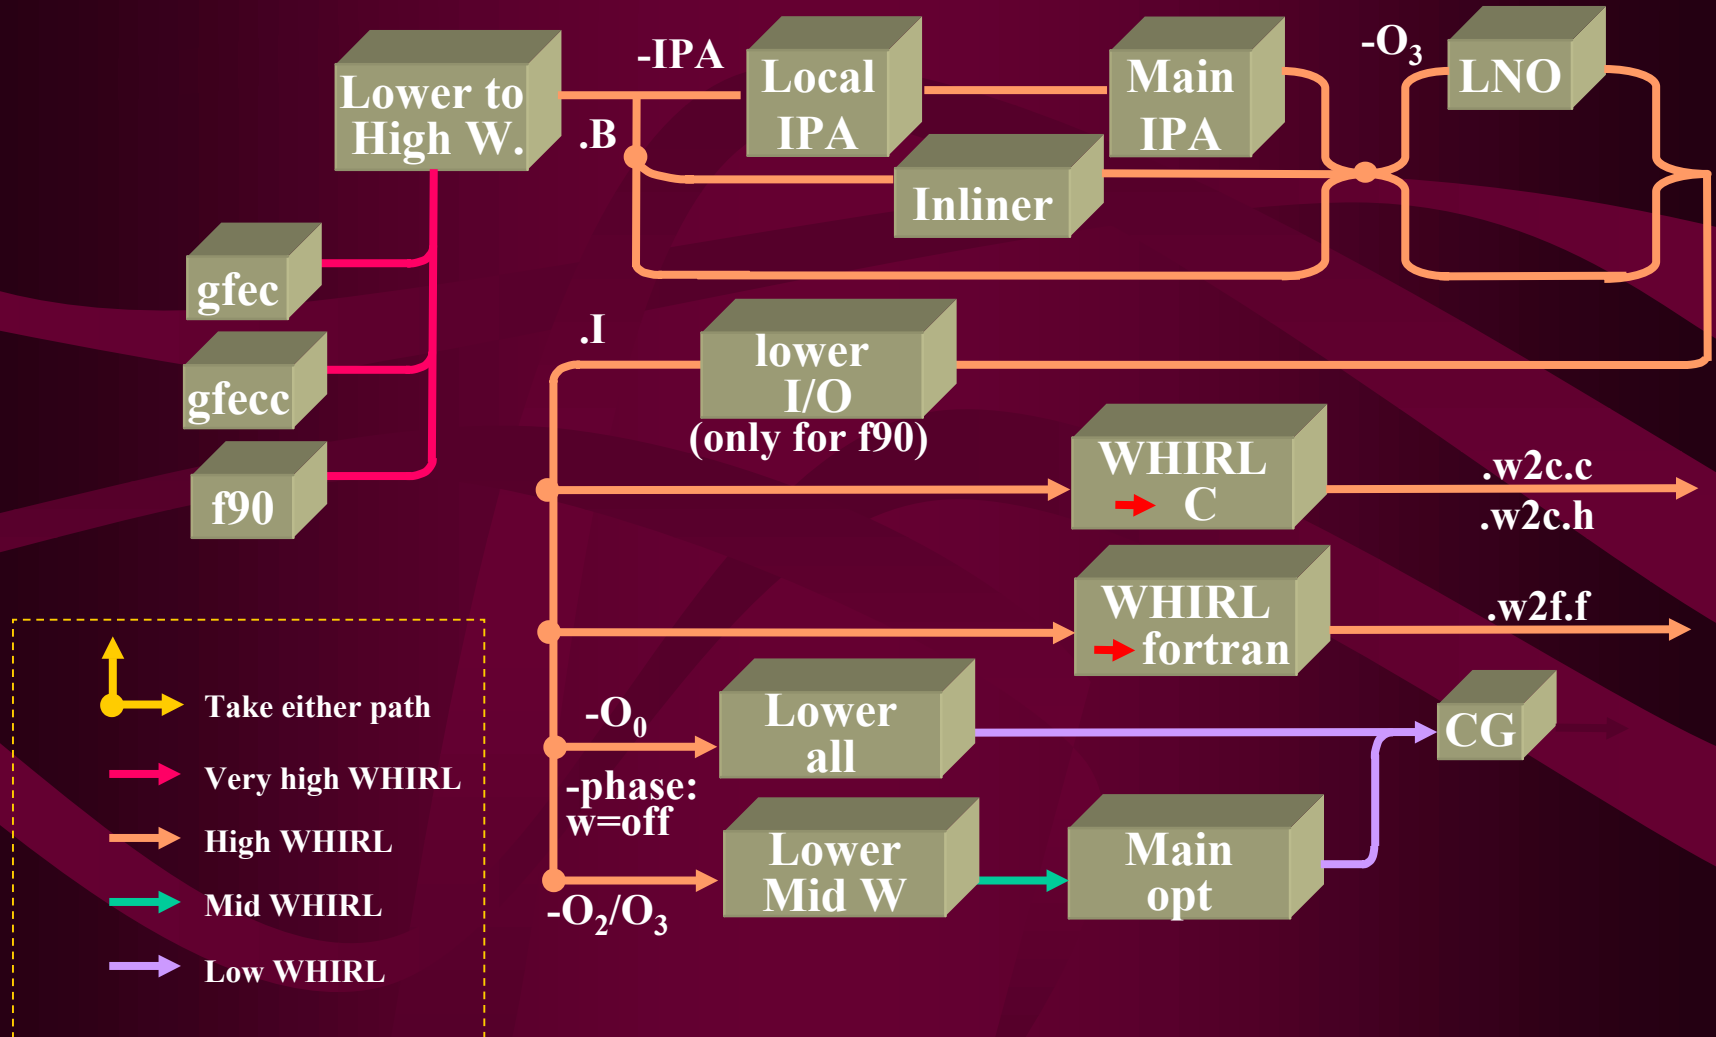 -IPA
Local
IPA
Main
IPA
-O3
LNO
Lower to
High W.
.B
Inliner
gfec
gfecc
f90
.I
lower
I/O
(only for f90)
WHIRL
C
.w2c.c
.w2c.h
WHIRL
fortran
.w2f.f
-O0
Lower
all
CG
-phase:
w=off
Lower
Mid W
Main
opt
-O2/O3
Take either path
Very high WHIRL
High WHIRL
Mid WHIRL
Low WHIRL